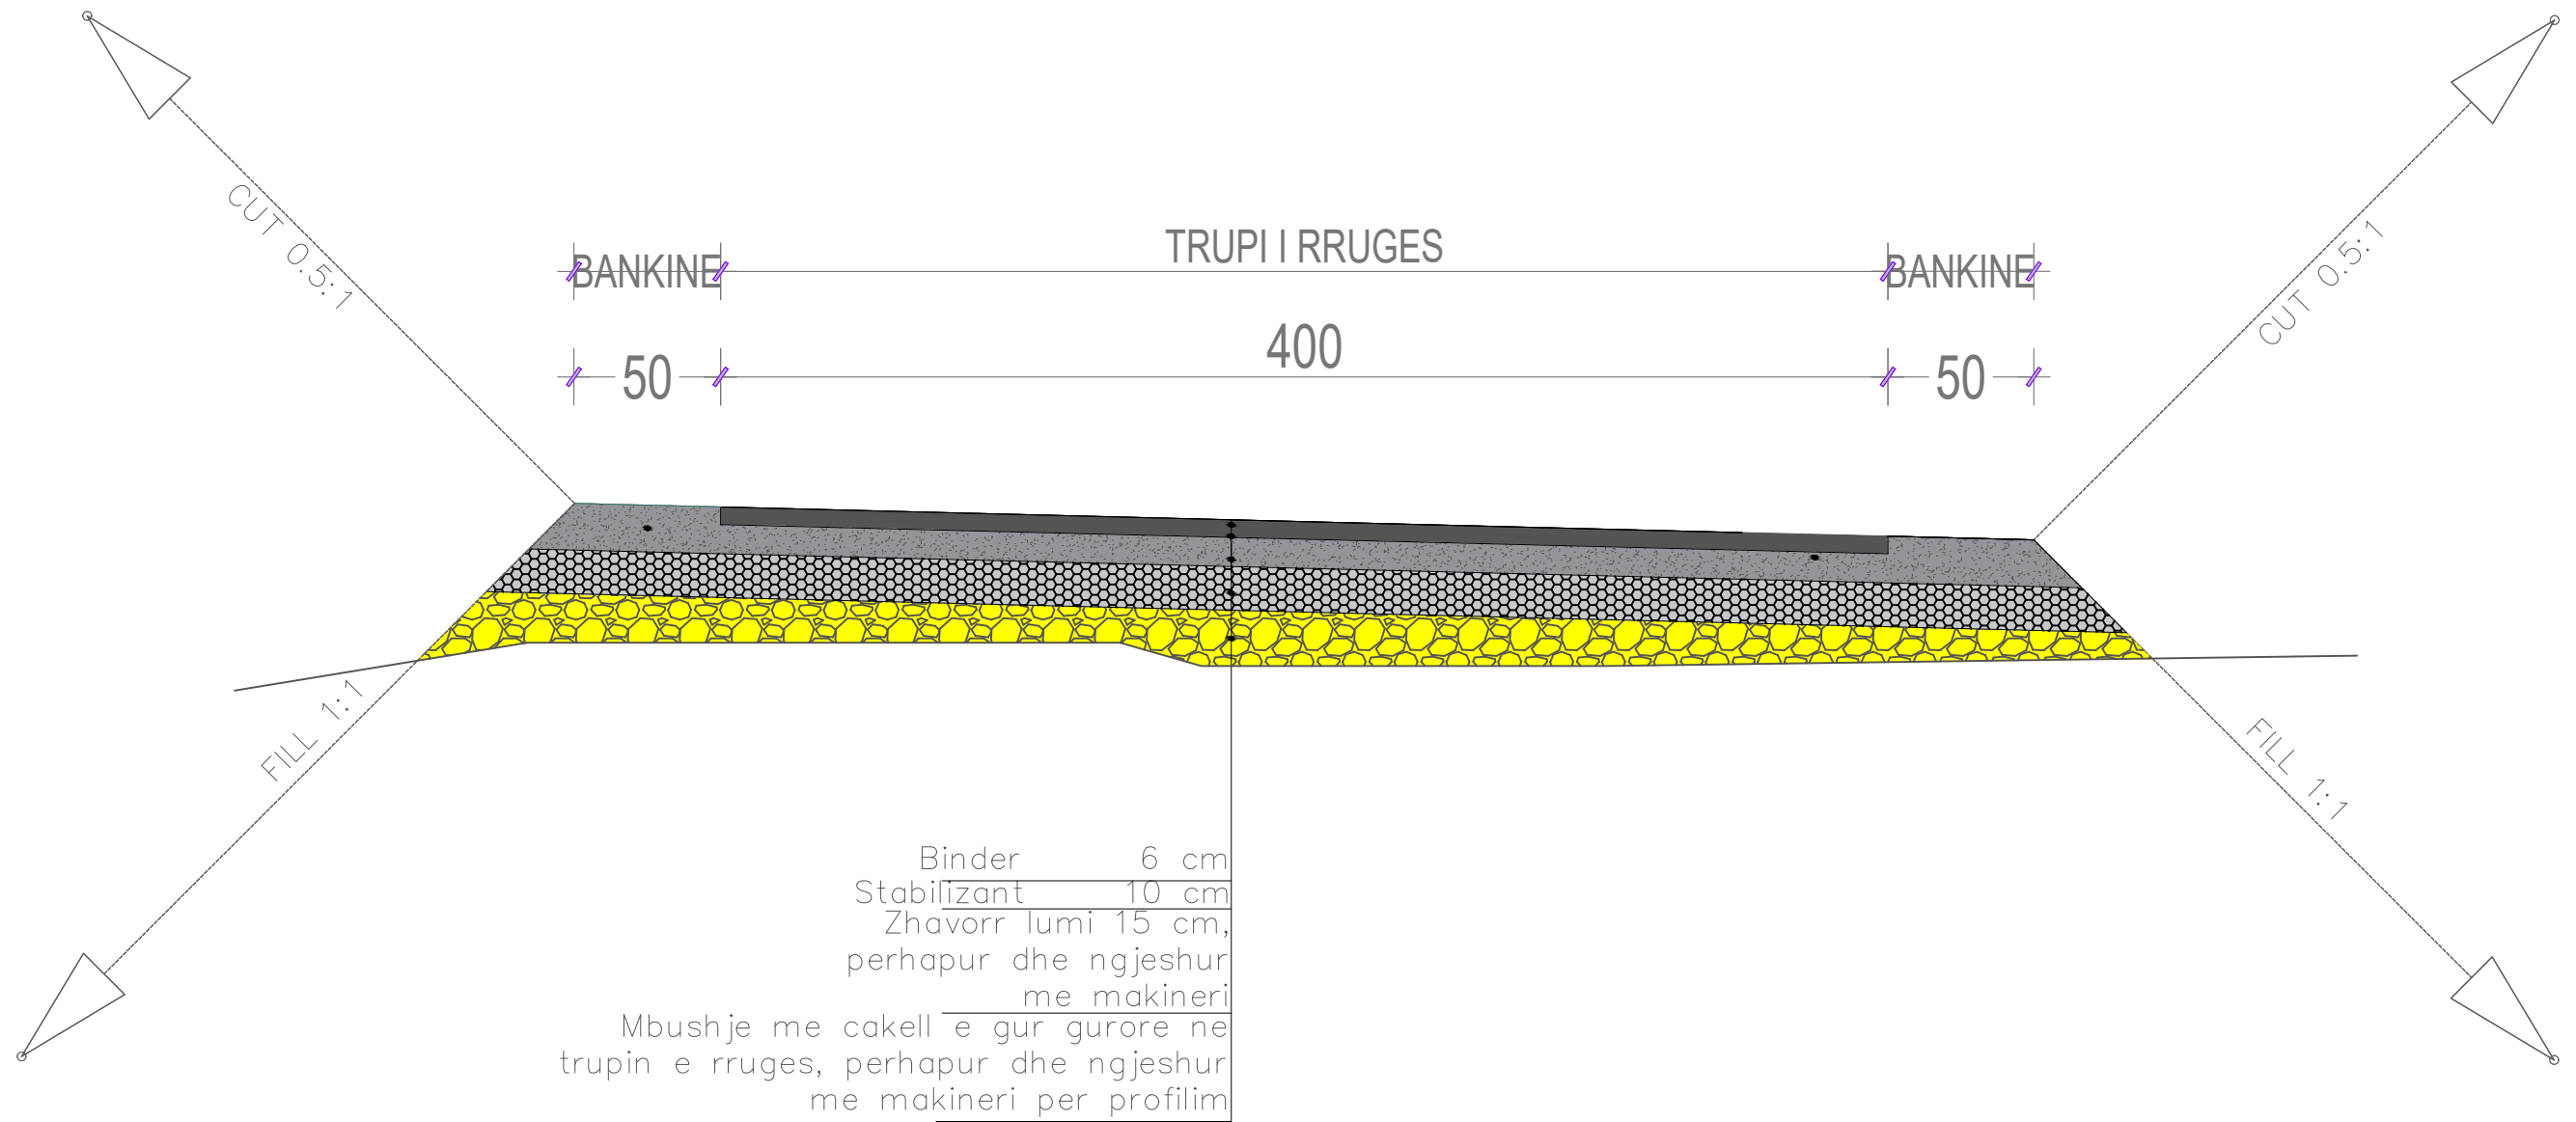 CUT 0.5:1
CUT 0.5:1
TRUPI I RRUGES
BANKINE
BANKINE
400
50
50
FILL 1:1
FILL 1:1
Binder 6 cm
Stabilizant 10 cm
Zhavorr lumi 15 cm,
perhapur dhe ngjeshur
me makineri
Mbushje me cakell e gur gurore ne
trupin e rruges, perhapur dhe ngjeshur
me makineri per profilim